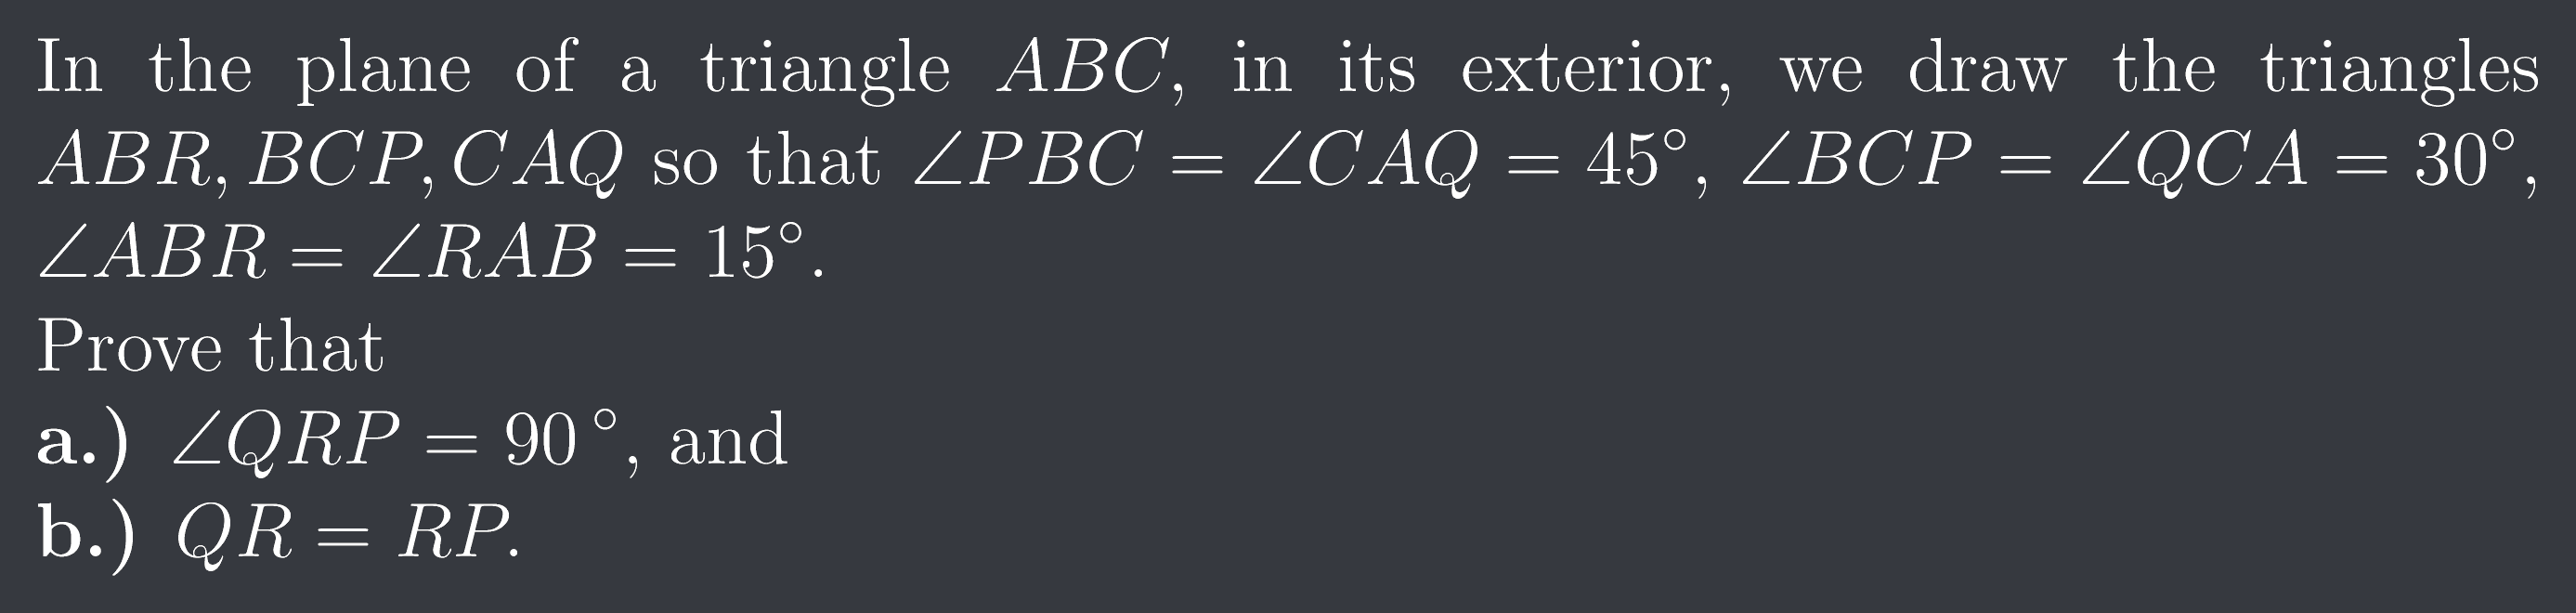 In the plane of a triangle ABC, in its exterior, we draw the triangles
ABR, BCP, CAQ so that ∠PBC = ∠CAQ = 45°, ∠BCP = ∠QCA = 30°,
∠ABR = ∠RAB = 15°.
Prove that
a.) ∠QRP = 90°, and
b.) QR = RP.